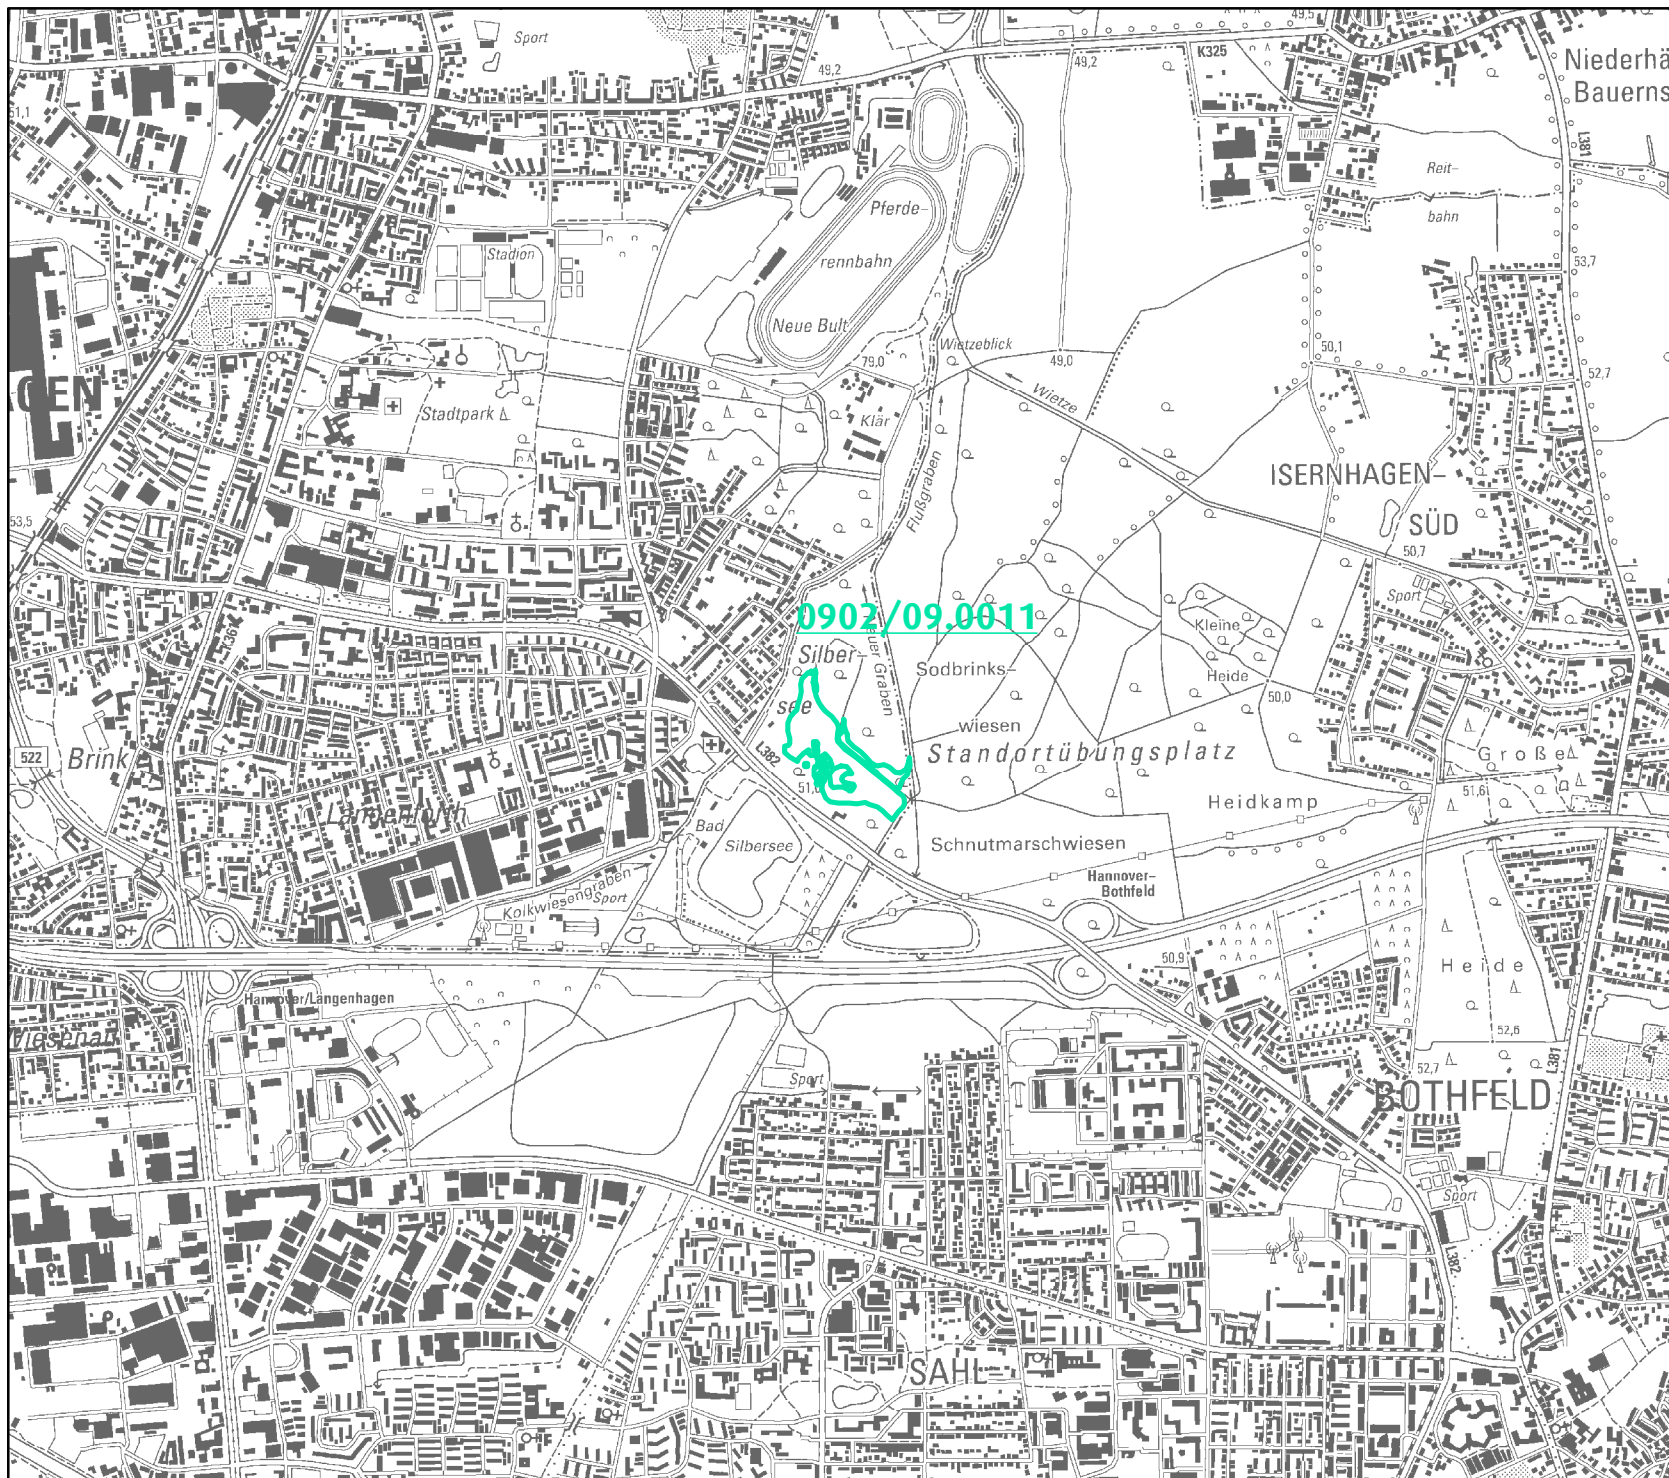 Sport
49,5
49,2
49,2
K325
Niederhä
Bauerns
51,1
L381
Reit-
bahn
Pferde-
rennbahn
Neue Bult
Stadion
53,7
Wietzeblick
79,0
49,0
50,1
52,7
Wietze
GEN
Stadtpark
Klär
Flußgraben
ISERNHAGEN-
SÜD
53,5
50,7
Sport
0902/09.0011
Kleine
Heide
K36
Silber-
see
auer Graben
Sodbrinks-
wiesen
50,0
Standortübungsplatz
Große
522
Brink
L382
51,6
Heidkamp
Langenforth
Bad
Silbersee
Schnutmarschwiesen
Hannover-
Bothfeld
Kolkwiesengraben
Sport
50,9
Heide
Hannover/Langenhagen
Wiesenau
52,6
52,7
L381
Sport
BOTHFELD
Sport
L382
SAHL-